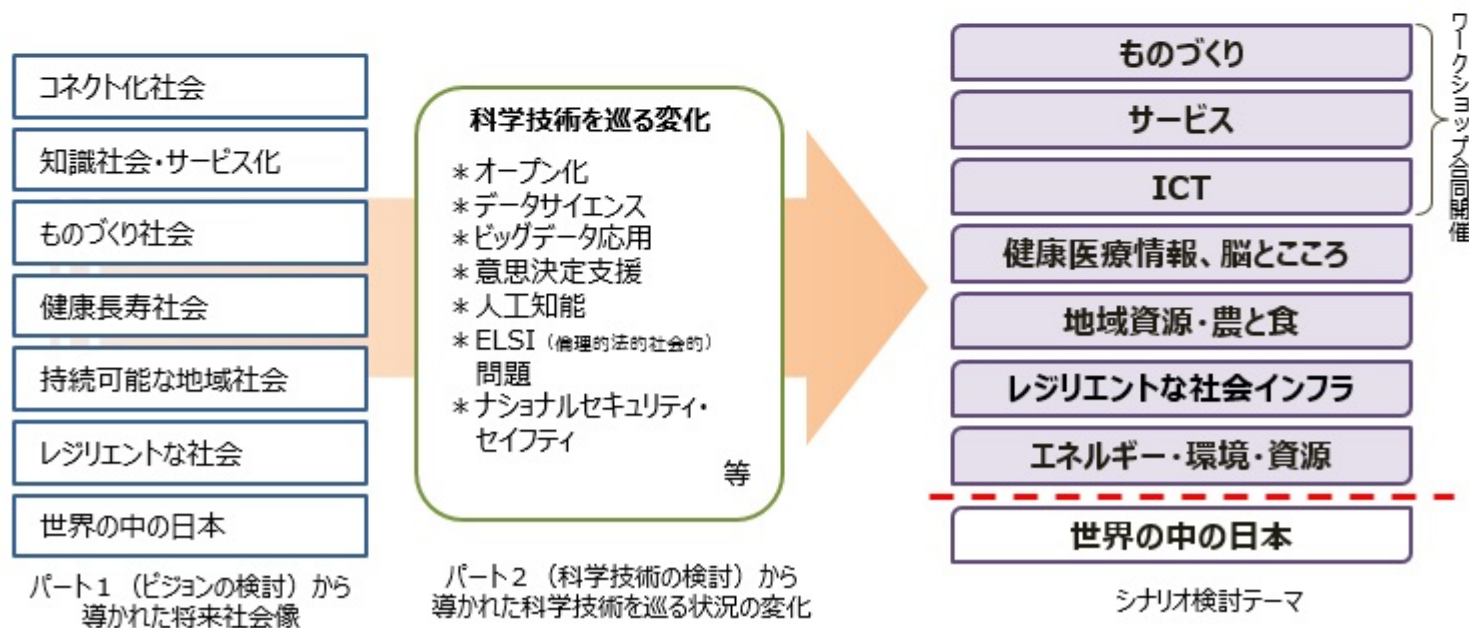 コネクト化社会
知識社会・サービス化
ものづくり社会
健康長寿社会
持続可能な地域社会
レジリエントな社会
世界の中の日本
パート１（ビジョンの検討）から
導かれた将来社会像
科学技術を巡る変化
＊オープン化
＊データサイエンス
＊ビッグデータ応用
＊意思決定支援
＊人工知能
＊ELSI（倫理的法的社会的）
問題
＊ナショナルセキュリティ・
セイフティ
等
パート２（科学技術の検討）から
導かれた科学技術を巡る状況の変化
ものづくり
サービス
ICT
健康医療情報、脳とこころ
地域資源・農と食
レジリエントな社会インフラ
エネルギー・環境・資源
世界の中の日本
シナリオ検討テーマ
ワークショップ合同開催